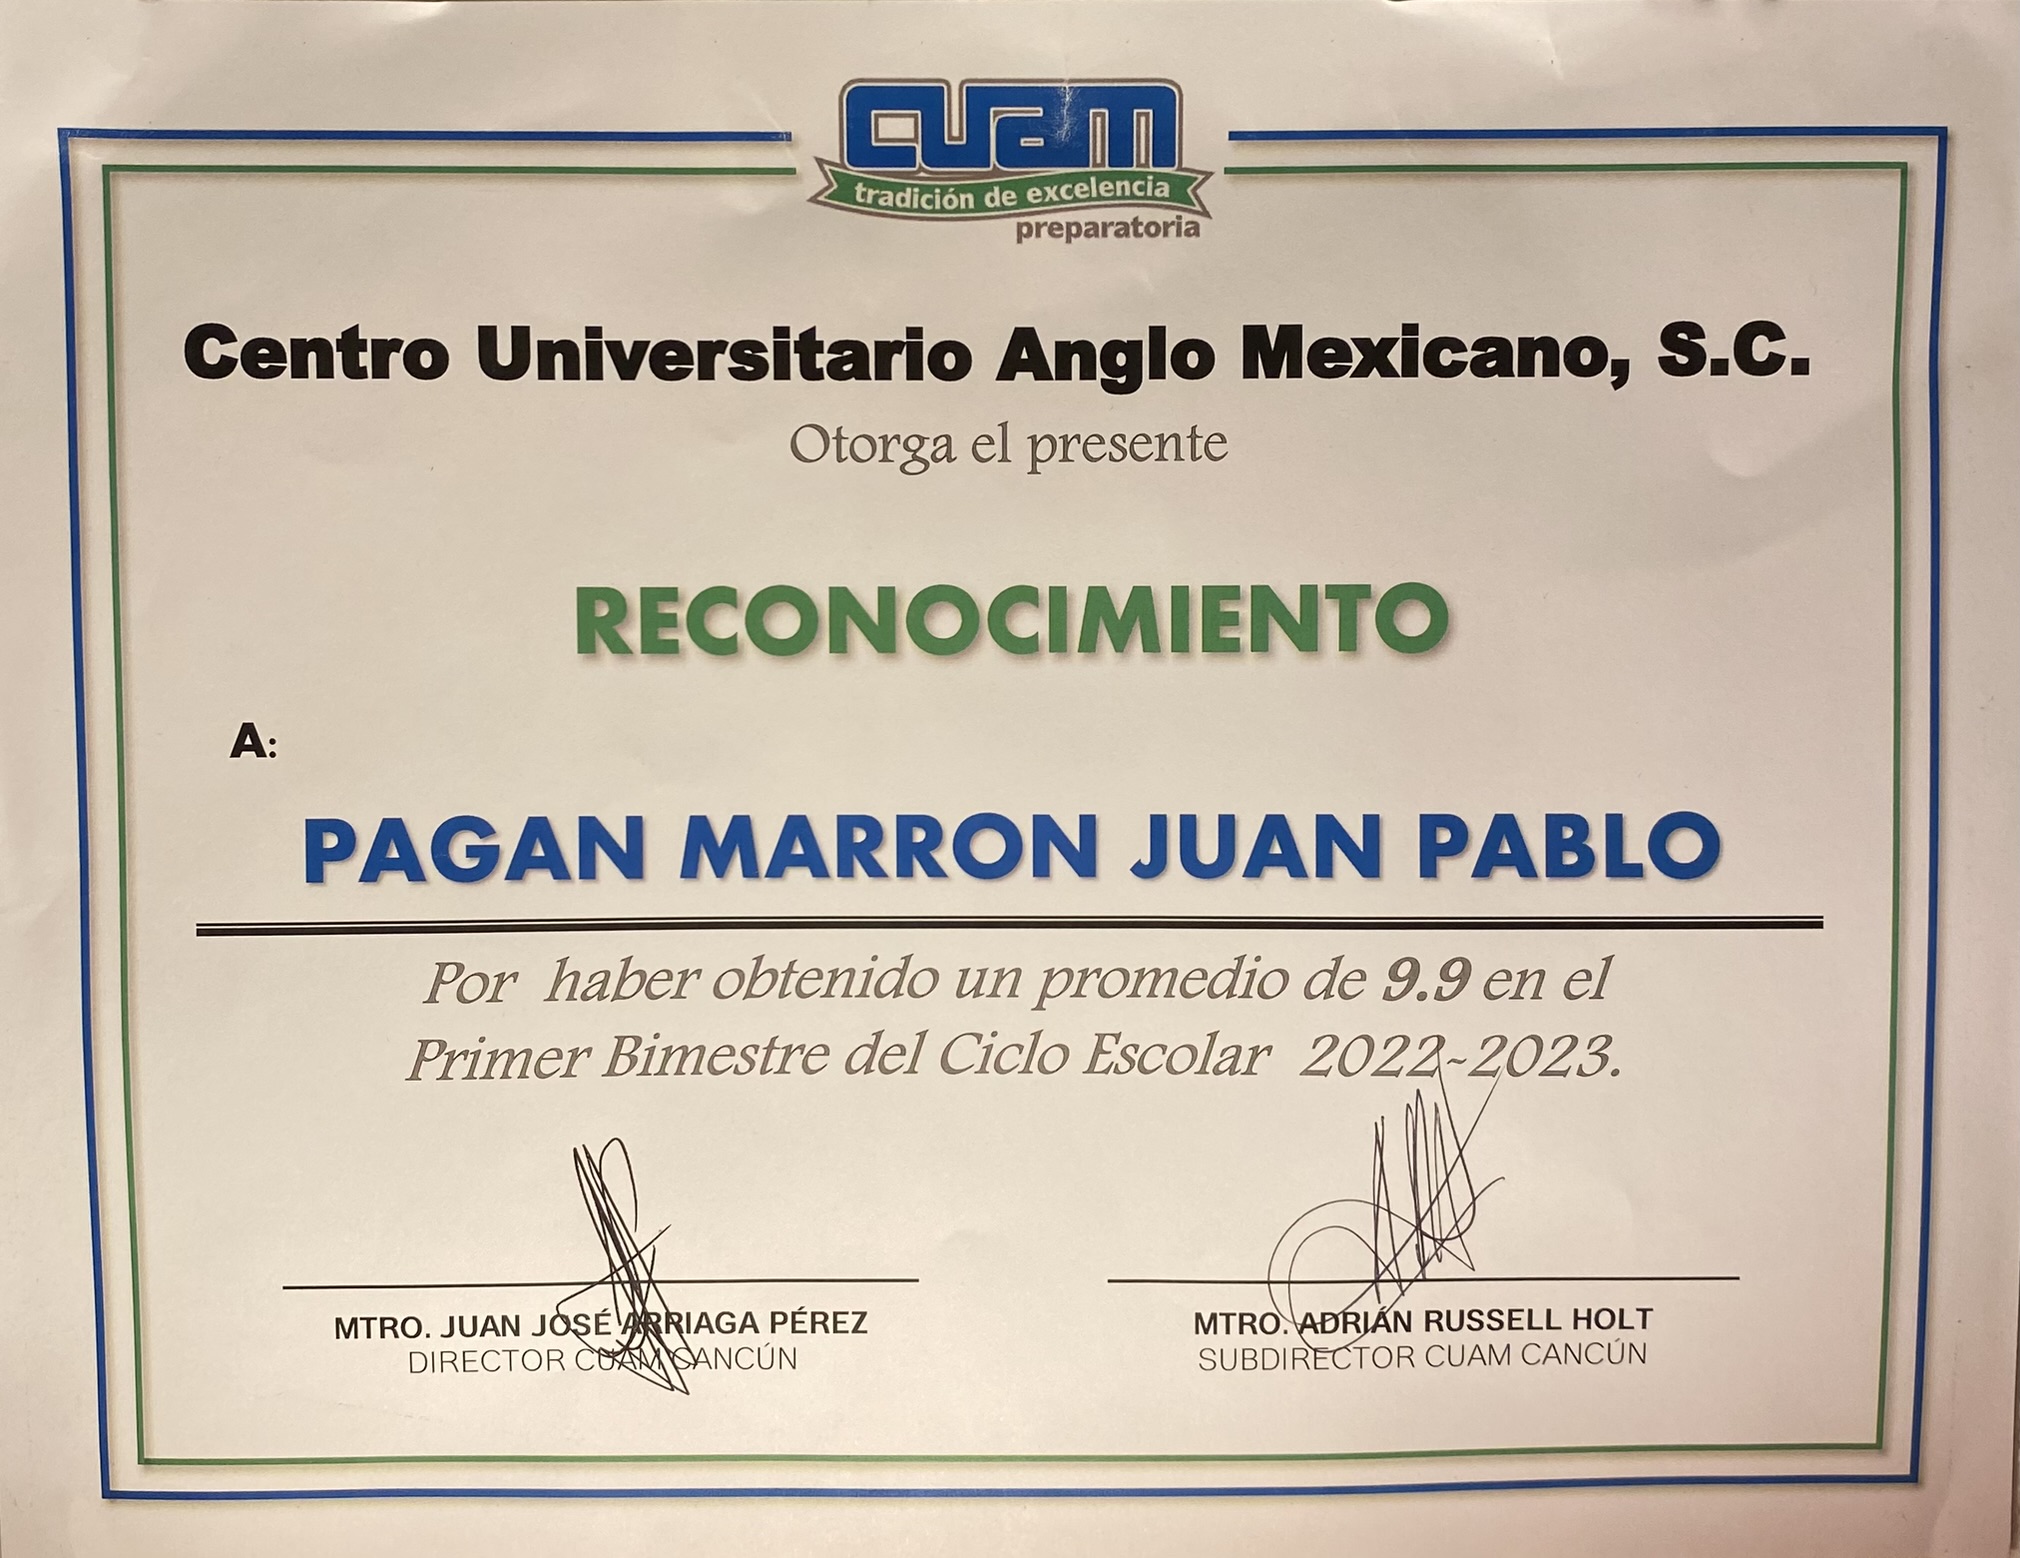 cuam
tradición de excelencia
preparatoria
Centro Universitario Anglo Mexicano, S.C.
Otorga el presente
RECONOCIMIENTO
A:
PAGAN MARRON JUAN PABLO
Por haber obtenido un promedio de 9.9 en el
Primer Bimestre del Ciclo Escolar 2022-2023.
MTRO. JUAN JOSÉ ARRIAGA PÉREZ
DIRECTOR CUAM CANCÚN
MTRO. ADRIÁN RUSSELL HOLT
SUBDIRECTOR CUAM CANCÚN